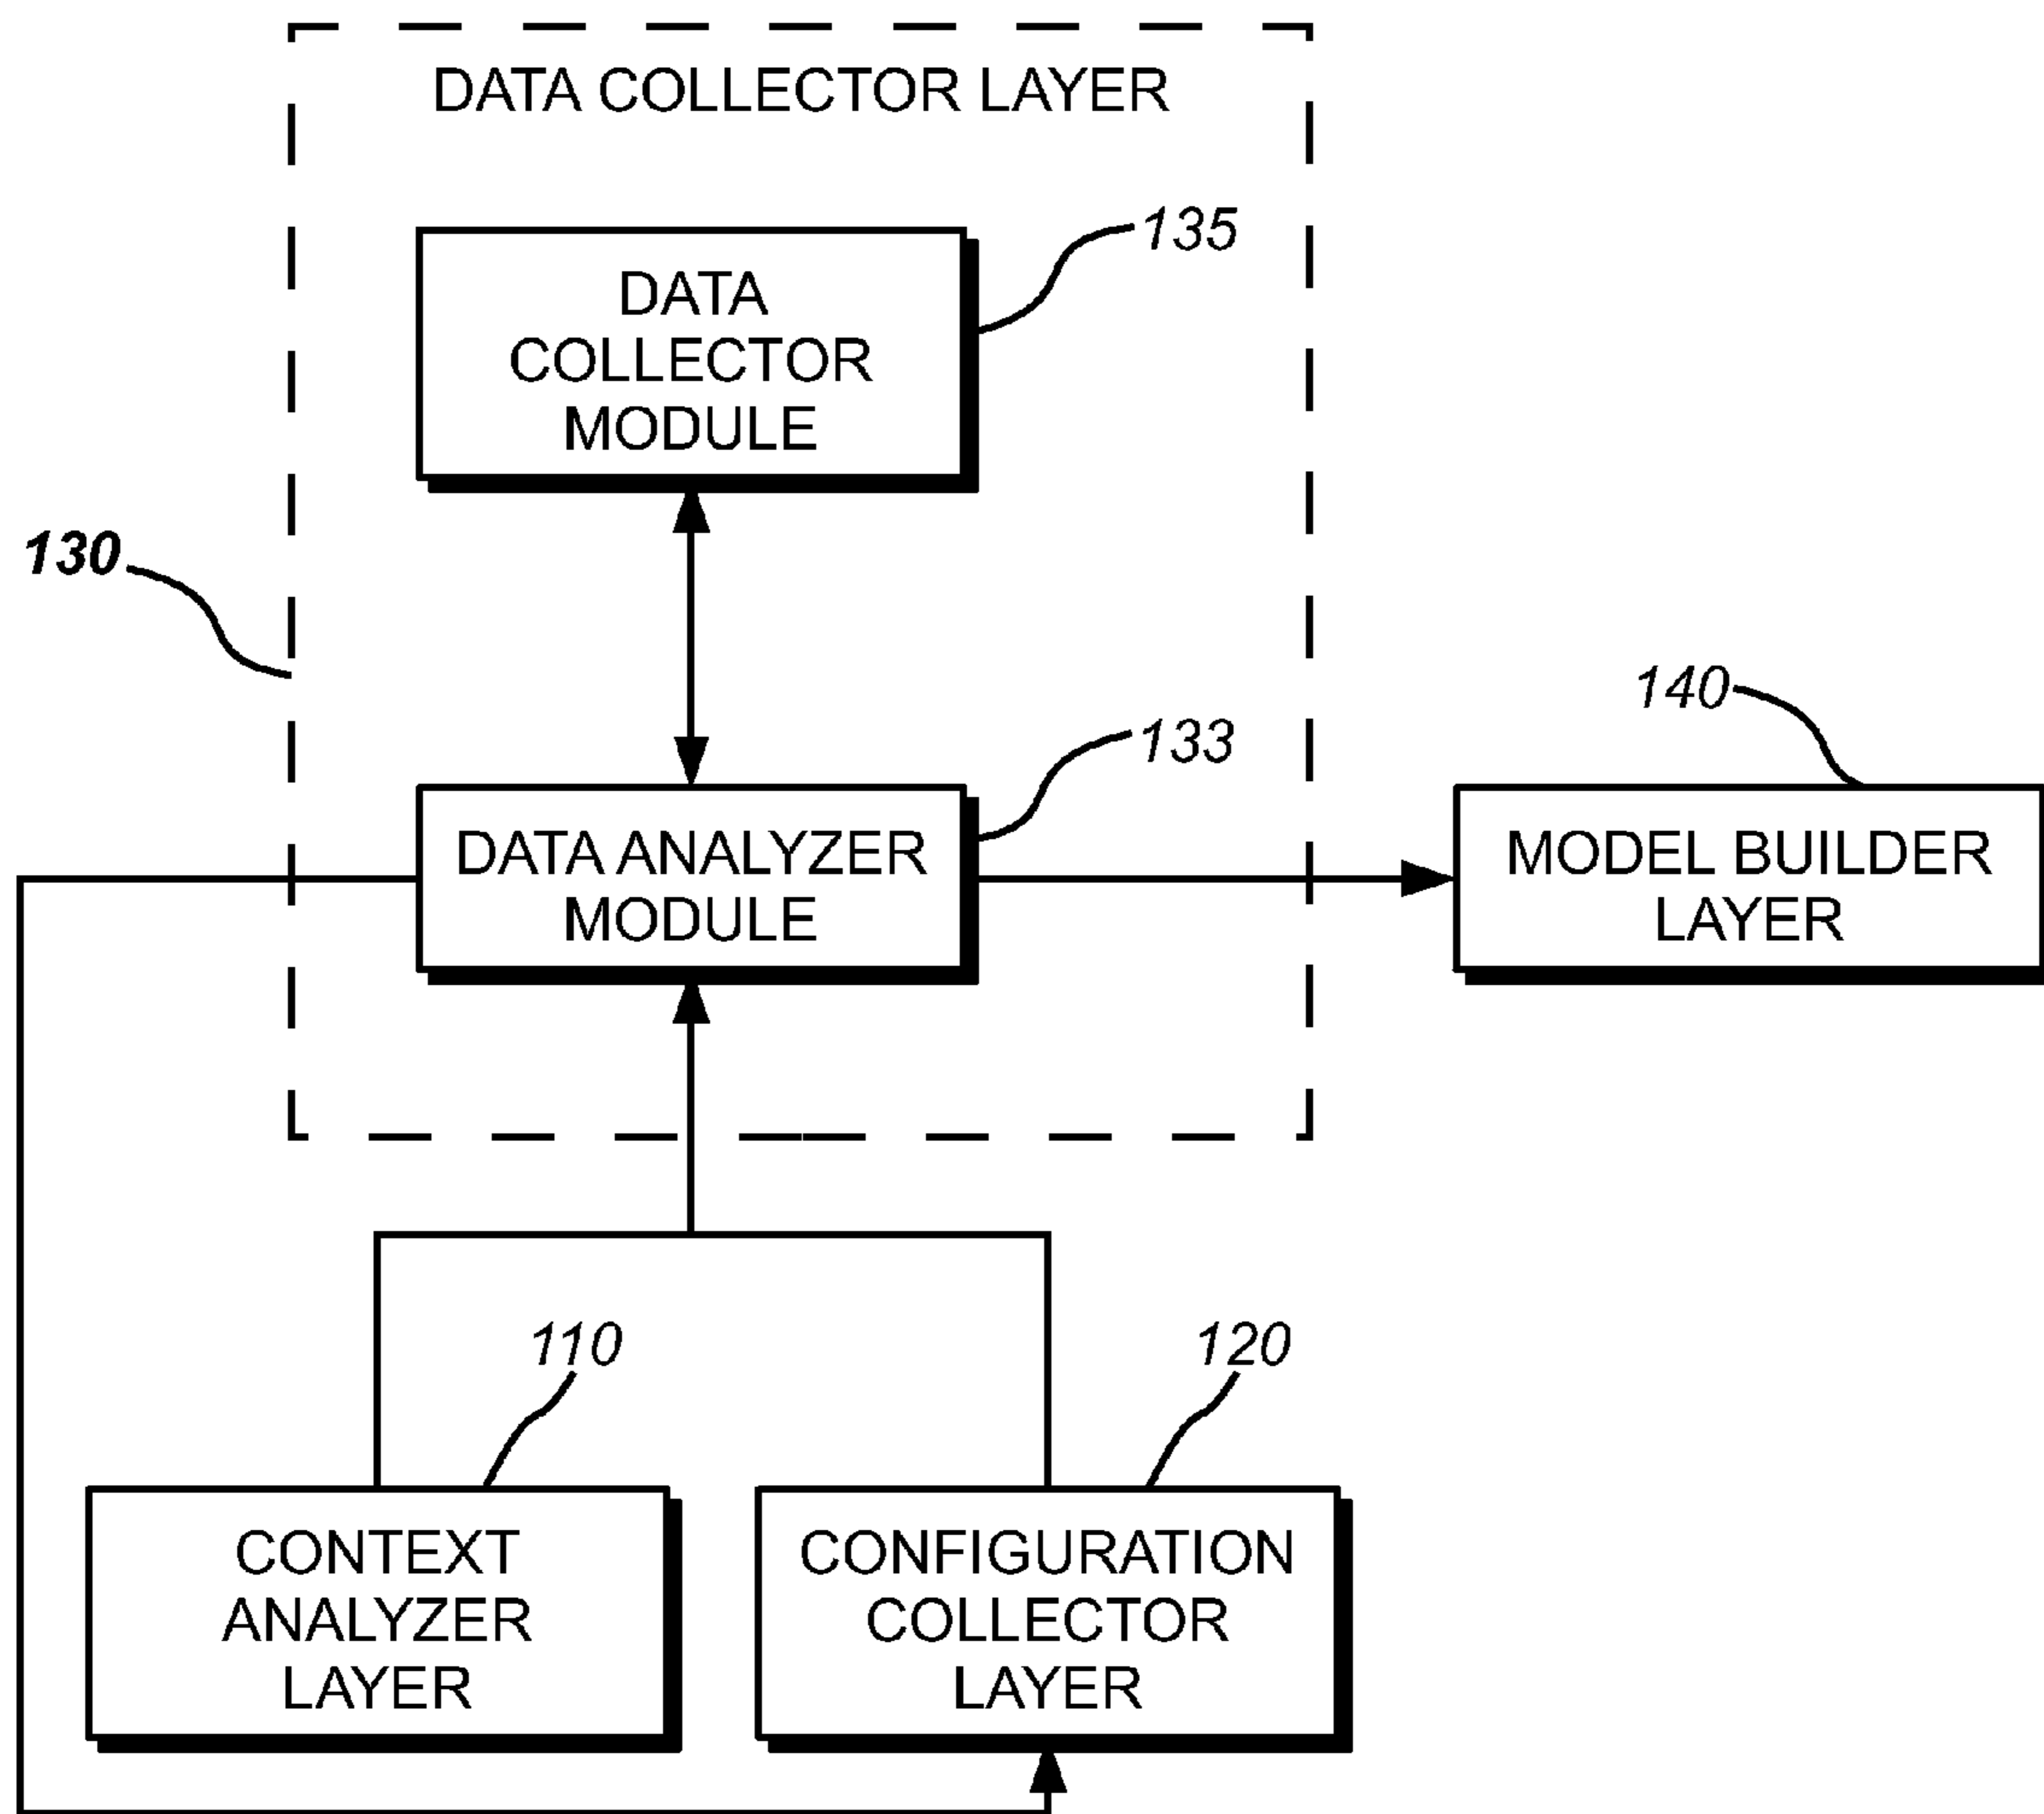 DATA COLLECTOR LAYER
135
DATA
COLLECTOR
MODULE
130
140
133
DATA ANALYZER
MODULE
MODEL BUILDER
LAYER
110
120
CONTEXT
ANALYZER
LAYER
CONFIGURATION
COLLECTOR
LAYER